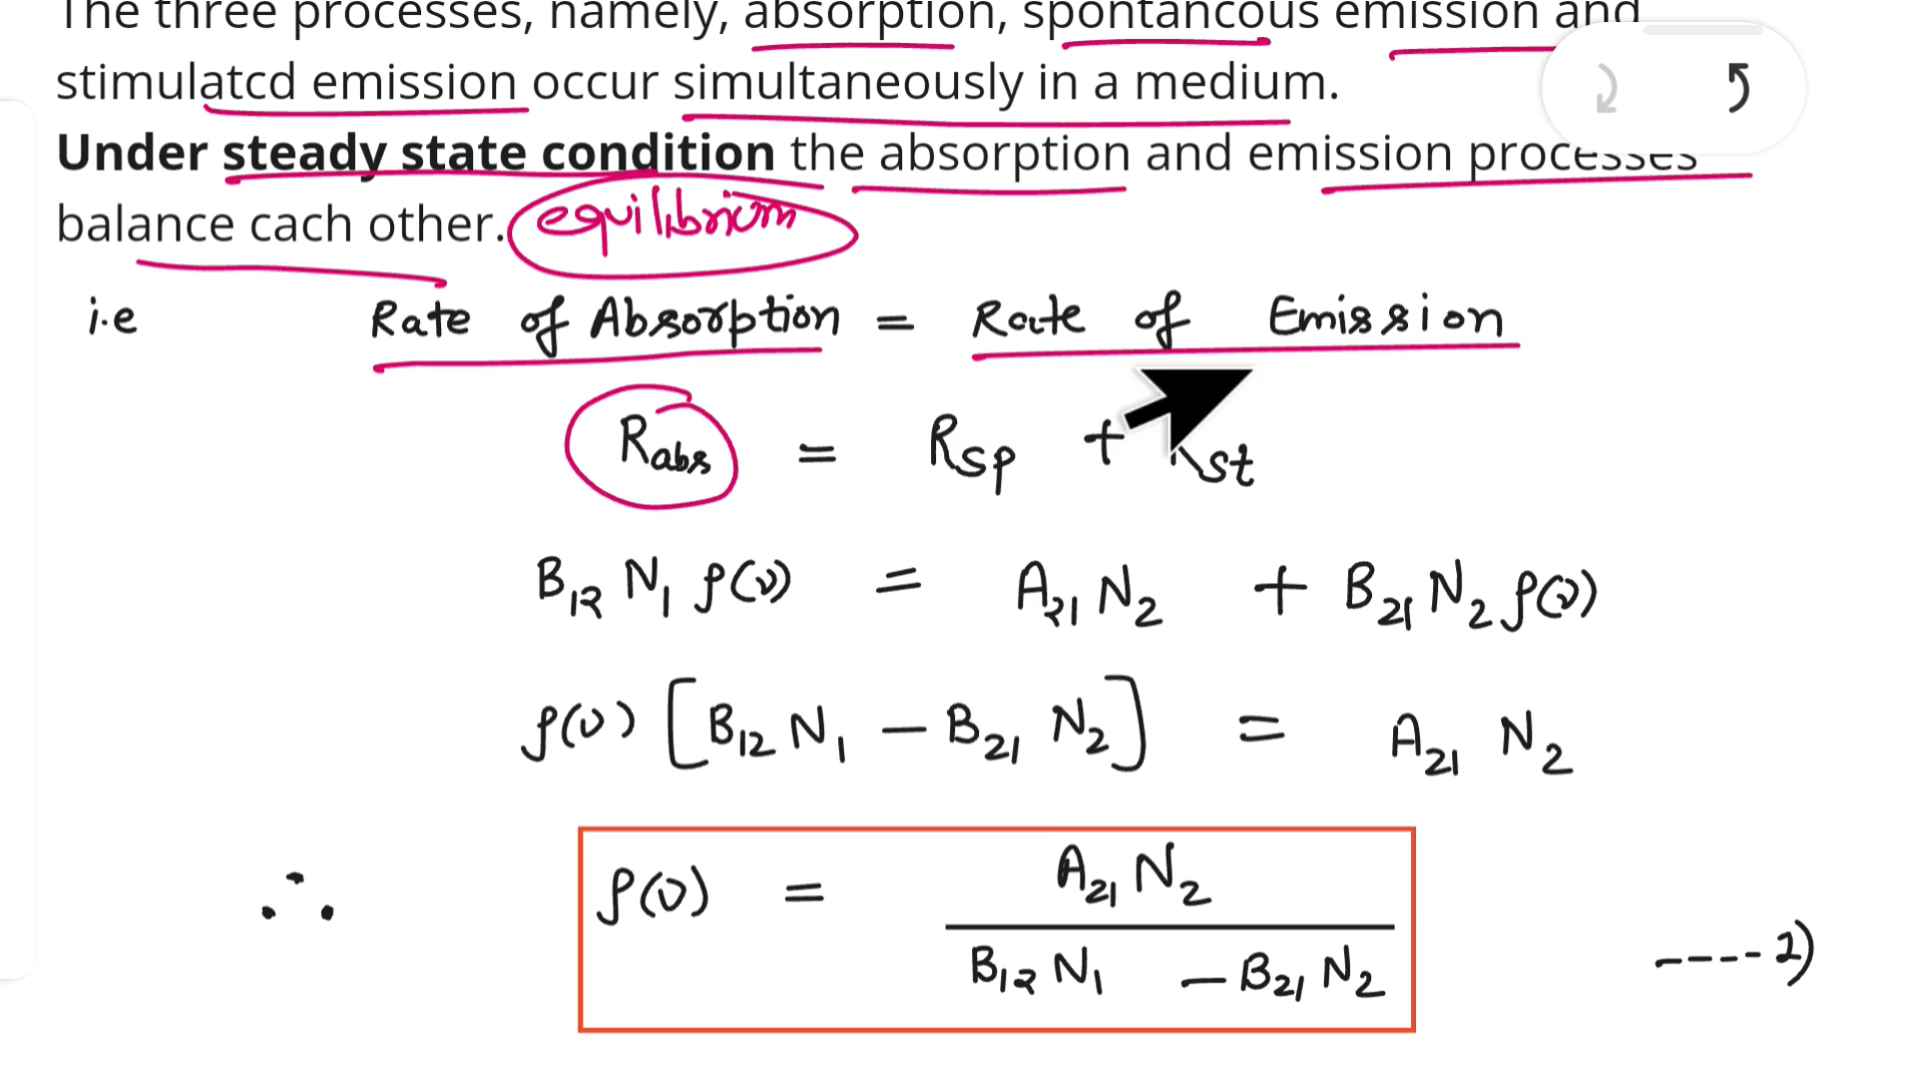 The three processes, namely, absorption, spontancous emission and
stimulatcd emission occur simultaneously in a medium.
Under steady state condition the absorption and emission processes
balance cach other. equilibrium
i.e Rate of Absorption = Rate of Emission
Rabs = Rsp + Rst
B12 N1 ρ(ν) = A21 N2 + B21 N2 ρ(ν)
ρ(ν) [B12 N1 − B21 N2] = A21 N2
∴ ρ(ν) = A21 N2
B12 N1 − B21 N2 ----2)